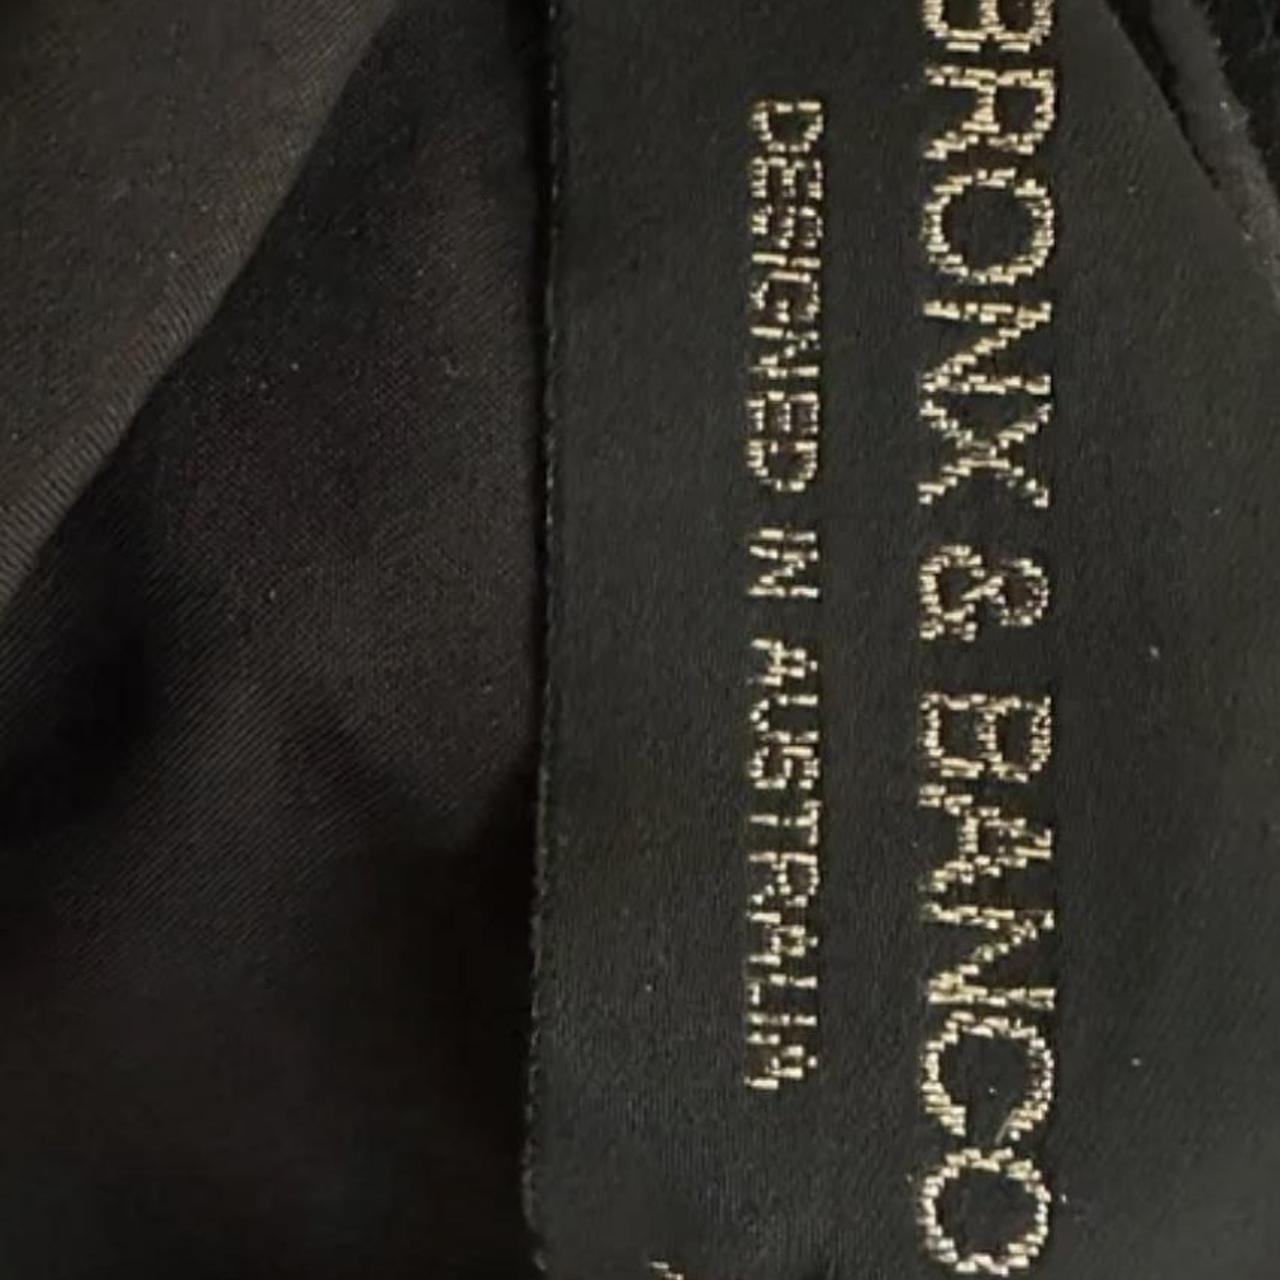 BRONX & BANCO
DESIGNED IN AUSTRALIA